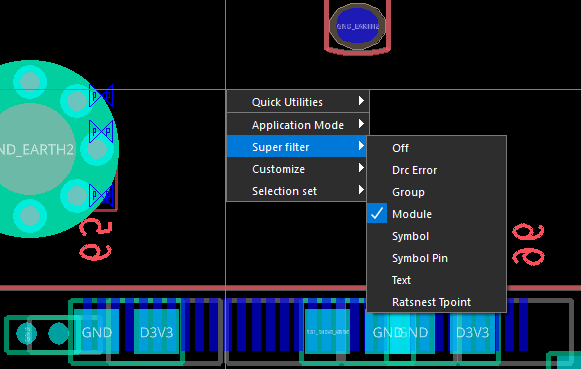 GND_EARTH2
ND_EARTH2
Quick Utilities
Application Mode
Super filter
Customize
Selection set
Off
Drc Error
Group
Module
Symbol
Symbol Pin
Text
Ratsnest Tpoint
GND
D3V3
GND
GND
D3V3